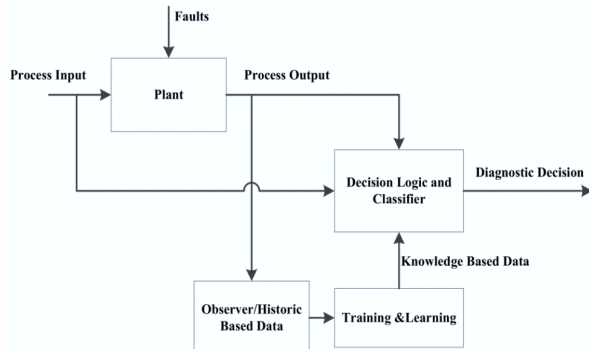 Faults
Process Input
Plant
Process Output
Decision Logic and
Classifier
Diagnostic Decision
Knowledge Based Data
Observer/Historic
Based Data
Training &Learning